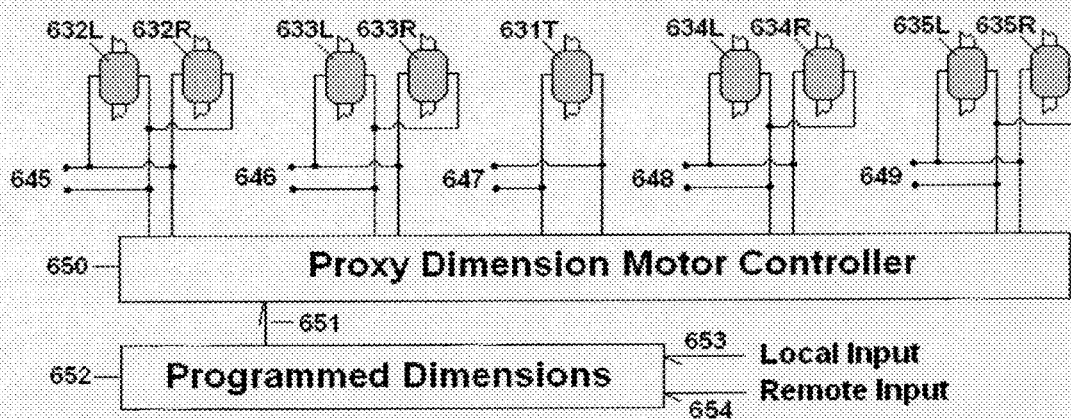 632L 632R 633L 633R 631T 634L 634R 635L 635R
645 646 647 648 649
650 Proxy Dimension Motor Controller
651
653 Local Input
652 Programmed Dimensions
Remote Input
654